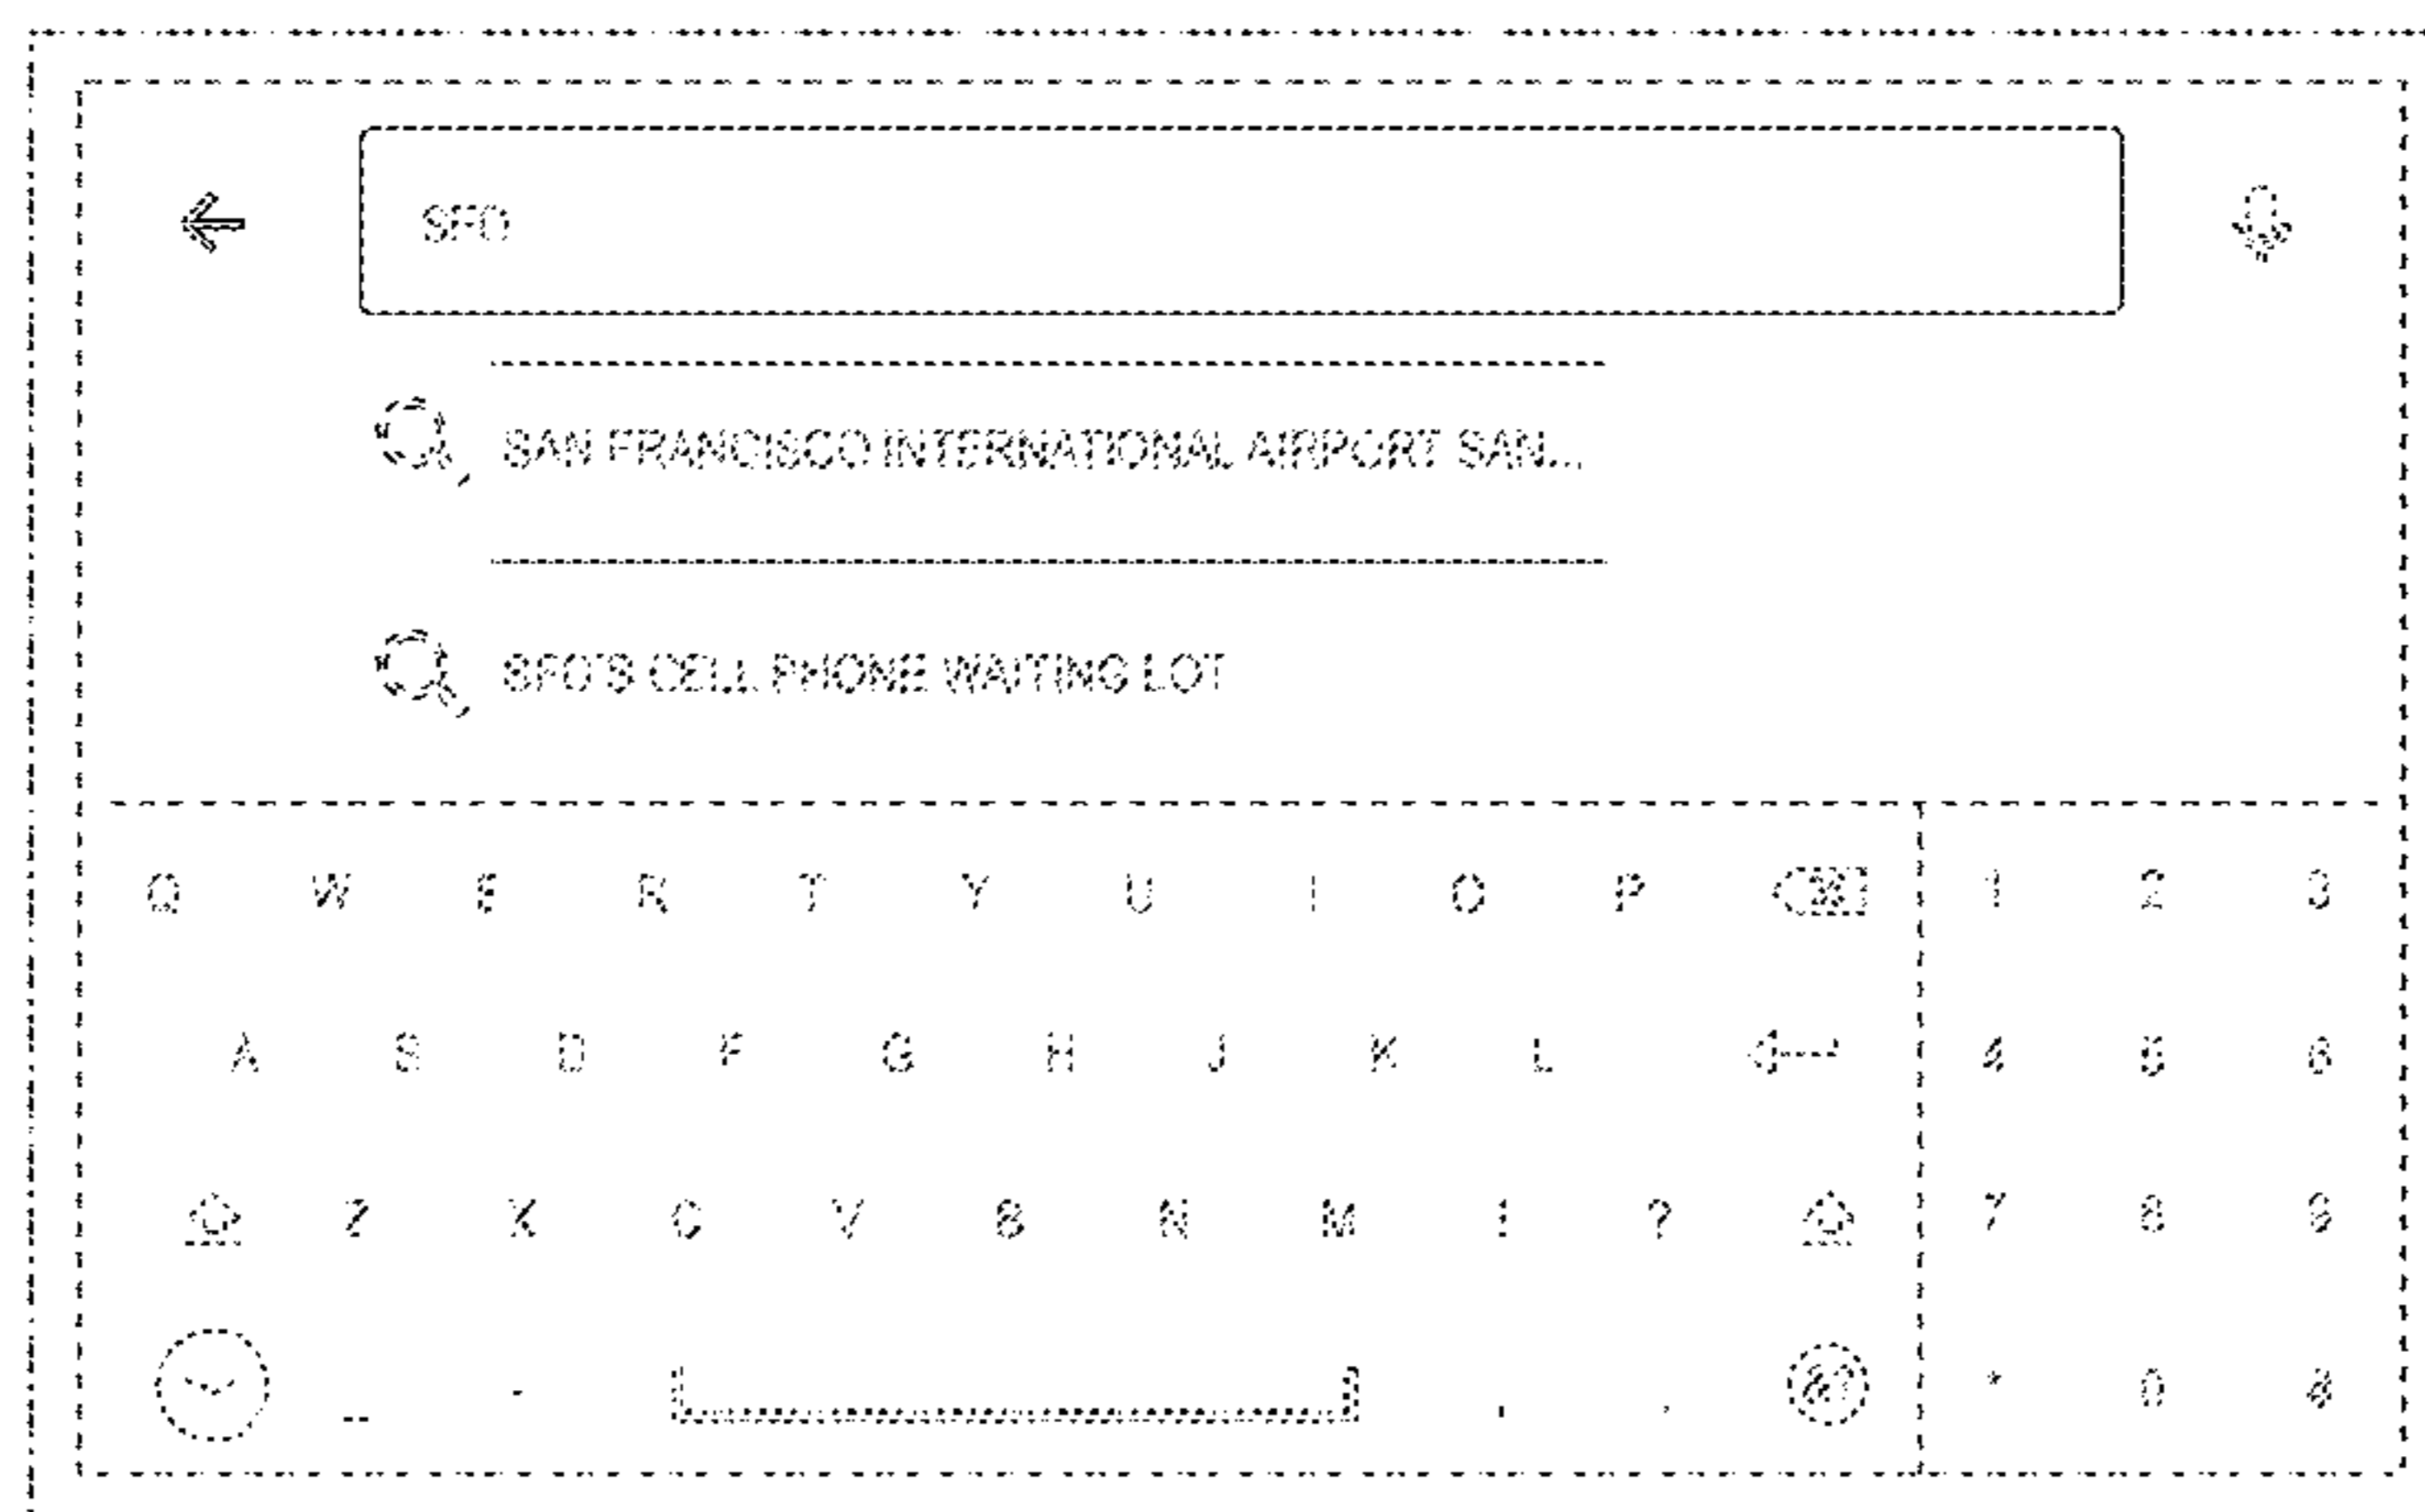 SFO
SAN FRANCISCO INTERNATIONAL AIRPORT SAN...
SFO'S CELL PHONE WAITING LOT
Q W E R T Y U I O P 1 2 3
A S D F G H J K L 4 5 6
Z X C V B N M ! ? 7 8 9
_ - , . * 0 #